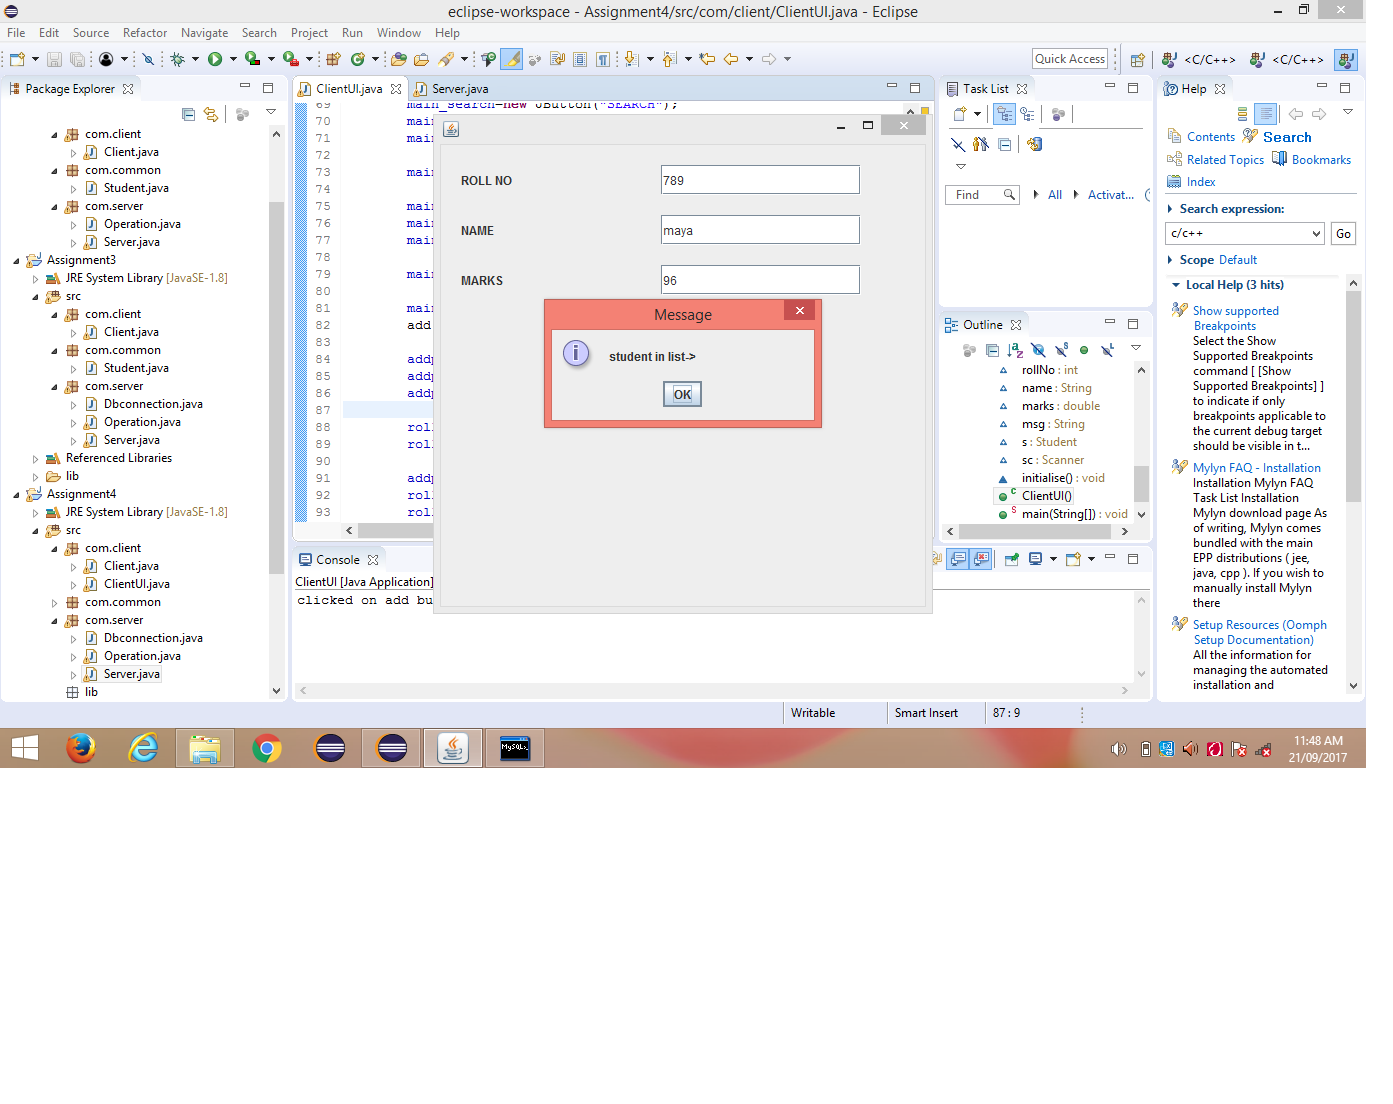 eclipse-workspace - Assignment4/src/com/client/ClientUI.java - Eclipse
File Edit Source Refactor Navigate Search Project Run Window Help
Quick Access
<C/C++>
<C/C++>
Package Explorer
com.client
Client.java
com.common
Student.java
com.server
Operation.java
Server.java
Assignment3
JRE System Library [JavaSE-1.8]
src
com.client
Client.java
com.common
Student.java
com.server
Dbconnection.java
Operation.java
Server.java
Referenced Libraries
lib
Assignment4
JRE System Library [JavaSE-1.8]
src
com.client
Client.java
ClientUI.java
com.common
com.server
Dbconnection.java
Operation.java
Server.java
lib
ClientUI.java
Server.java
69 main_search=new JButton("SEARCH");
70 mai
71 mai
72
73 mai
74
75 mai
76 mai
77 mai
78
79 mai
80
81 mai
82 add
83
84 addp
85 addp
86 addp
87
88 roll
89 roll
90
91 addp
92 roll
93 roll
ROLL NO 789
NAME maya
MARKS 96
Message
student in list->
OK
Console
ClientUI [Java Application]
clicked on add bu
Task List
Find
All
Activat...
Outline
rollNo : int
name : String
marks : double
msg : String
s : Student
sc : Scanner
initialise() : void
ClientUI()
main(String[]) : void
Help
Contents Search
Related Topics Bookmarks
Index
Search expression:
c/c++ Go
Scope Default
Local Help (3 hits)
Show supported
Breakpoints
Select the Show
Supported Breakpoints
command [ [Show
Supported Breakpoints] ]
to indicate if only
breakpoints applicable to
the current debug target
should be visible in t...
Mylyn FAQ - Installation
Installation Mylyn FAQ
Task List Installation
Mylyn download page As
of writing, Mylyn comes
bundled with the main
EPP distributions ( jee,
java, cpp ). If you wish to
manually install Mylyn
there
Setup Resources (Oomph
Setup Documentation)
All the information for
managing the automated
installation and
Writable Smart Insert 87 : 9
11:48 AM
21/09/2017